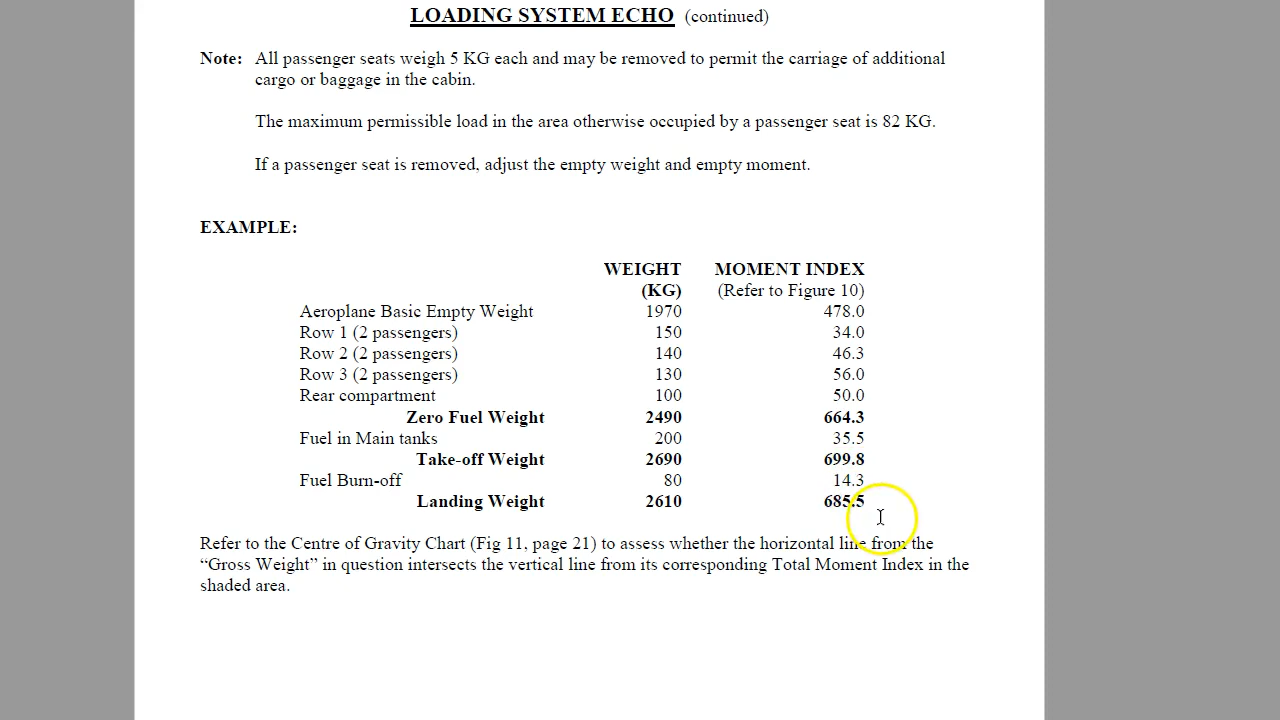 LOADING SYSTEM ECHO (continued)
Note: All passenger seats weigh 5 KG each and may be removed to permit the carriage of additional
cargo or baggage in the cabin.
The maximum permissible load in the area otherwise occupied by a passenger seat is 82 KG.
If a passenger seat is removed, adjust the empty weight and empty moment.
EXAMPLE:
WEIGHT MOMENT INDEX
(KG) (Refer to Figure 10)
Aeroplane Basic Empty Weight 1970 478.0
Row 1 (2 passengers) 150 34.0
Row 2 (2 passengers) 140 46.3
Row 3 (2 passengers) 130 56.0
Rear compartment 100 50.0
Zero Fuel Weight 2490 664.3
Fuel in Main tanks 200 35.5
Take-off Weight 2690 699.8
Fuel Burn-off 80 14.3
Landing Weight 2610 685.5
Refer to the Centre of Gravity Chart (Fig 11, page 21) to assess whether the horizontal line from the
“Gross Weight” in question intersects the vertical line from its corresponding Total Moment Index in the
shaded area.